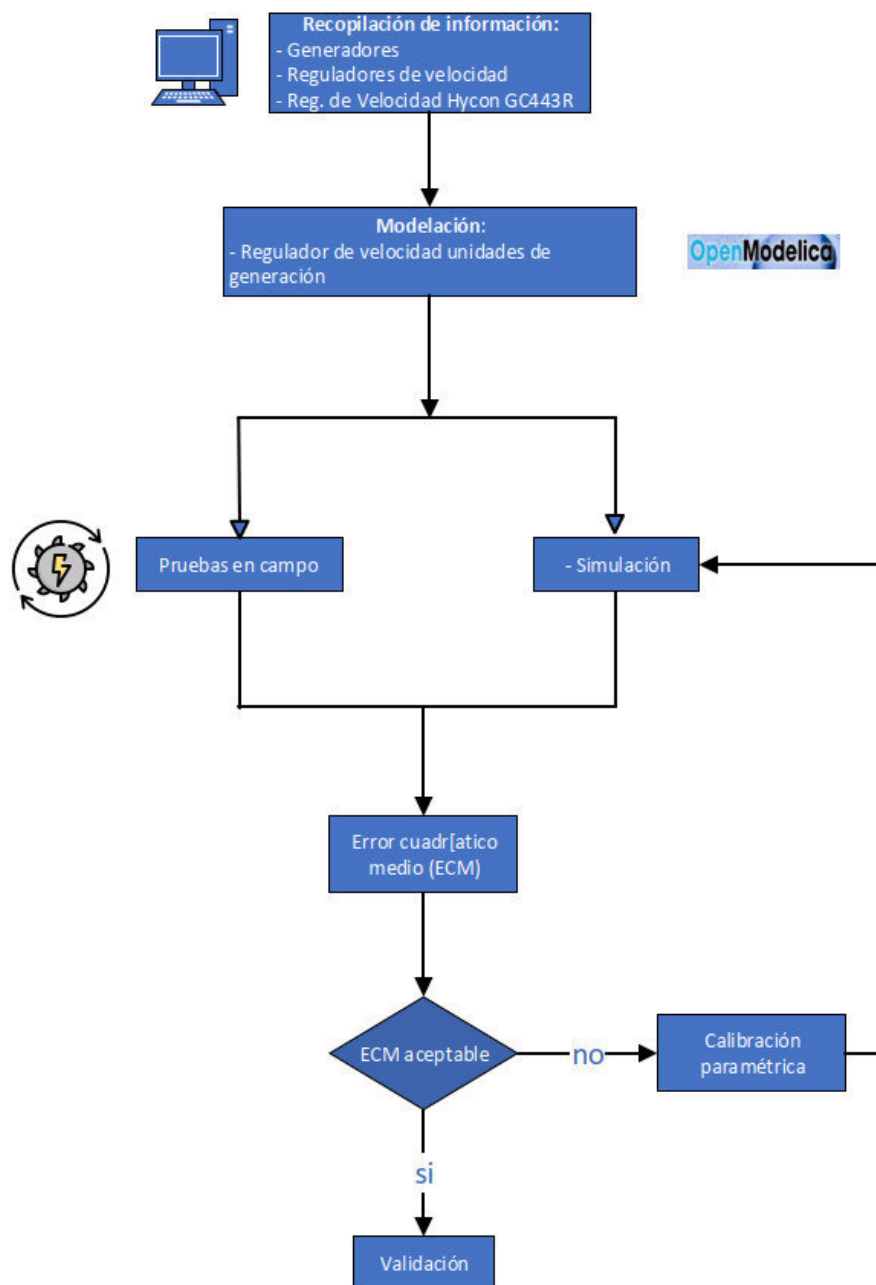 Recopilación de información:
- Generadores
- Reguladores de velocidad
- Reg. de Velocidad Hycon GC443R
Modelación:
- Regulador de velocidad unidades de
generación
OpenModelica
Pruebas en campo
- Simulación
Error cuadr[atico
medio (ECM)
ECM aceptable
no
Calibración
paramétrica
si
Validación